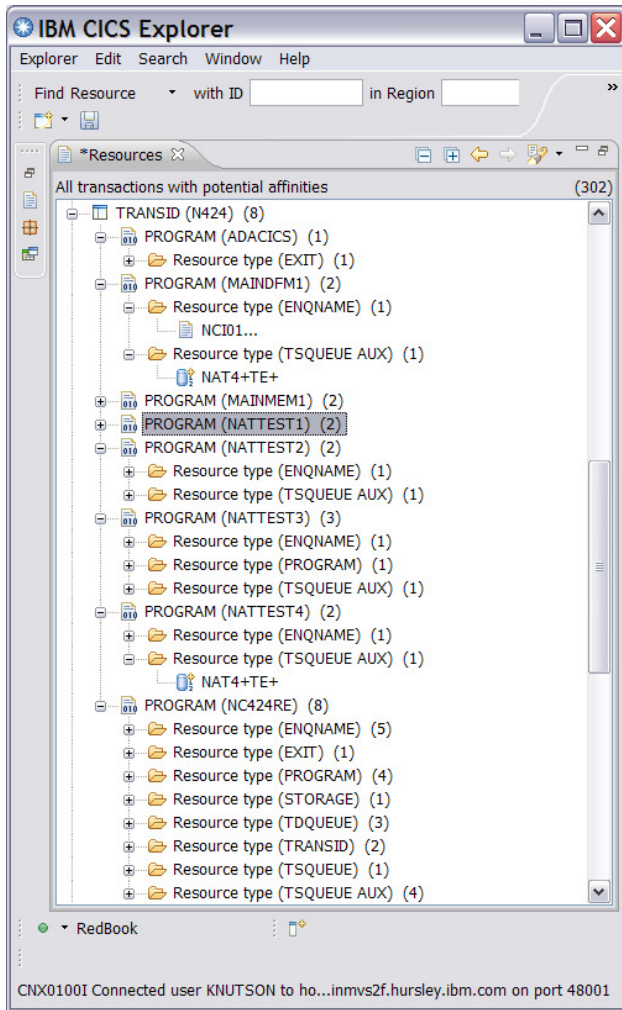 IBM CICS Explorer
Explorer Edit Search Window Help
Find Resource with ID in Region »
*Resources
All transactions with potential affinities (302)
TRANSID (N424) (8)
PROGRAM (ADACICS) (1)
Resource type (EXIT) (1)
PROGRAM (MAINDFM1) (2)
Resource type (ENQNAME) (1)
NCI01...
Resource type (TSQUEUE AUX) (1)
NAT4+TE+
PROGRAM (MAINMEM1) (2)
PROGRAM (NATTEST1) (2)
PROGRAM (NATTEST2) (2)
Resource type (ENQNAME) (1)
Resource type (TSQUEUE AUX) (1)
PROGRAM (NATTEST3) (3)
Resource type (ENQNAME) (1)
Resource type (PROGRAM) (1)
Resource type (TSQUEUE AUX) (1)
PROGRAM (NATTEST4) (2)
Resource type (ENQNAME) (1)
Resource type (TSQUEUE AUX) (1)
NAT4+TE+
PROGRAM (NC424RE) (8)
Resource type (ENQNAME) (5)
Resource type (EXIT) (1)
Resource type (PROGRAM) (4)
Resource type (STORAGE) (1)
Resource type (TDQUEUE) (3)
Resource type (TRANSID) (2)
Resource type (TSQUEUE) (1)
Resource type (TSQUEUE AUX) (4)
RedBook
CNX0100I Connected user KNUTSON to ho...inmvs2f.hursley.ibm.com on port 48001